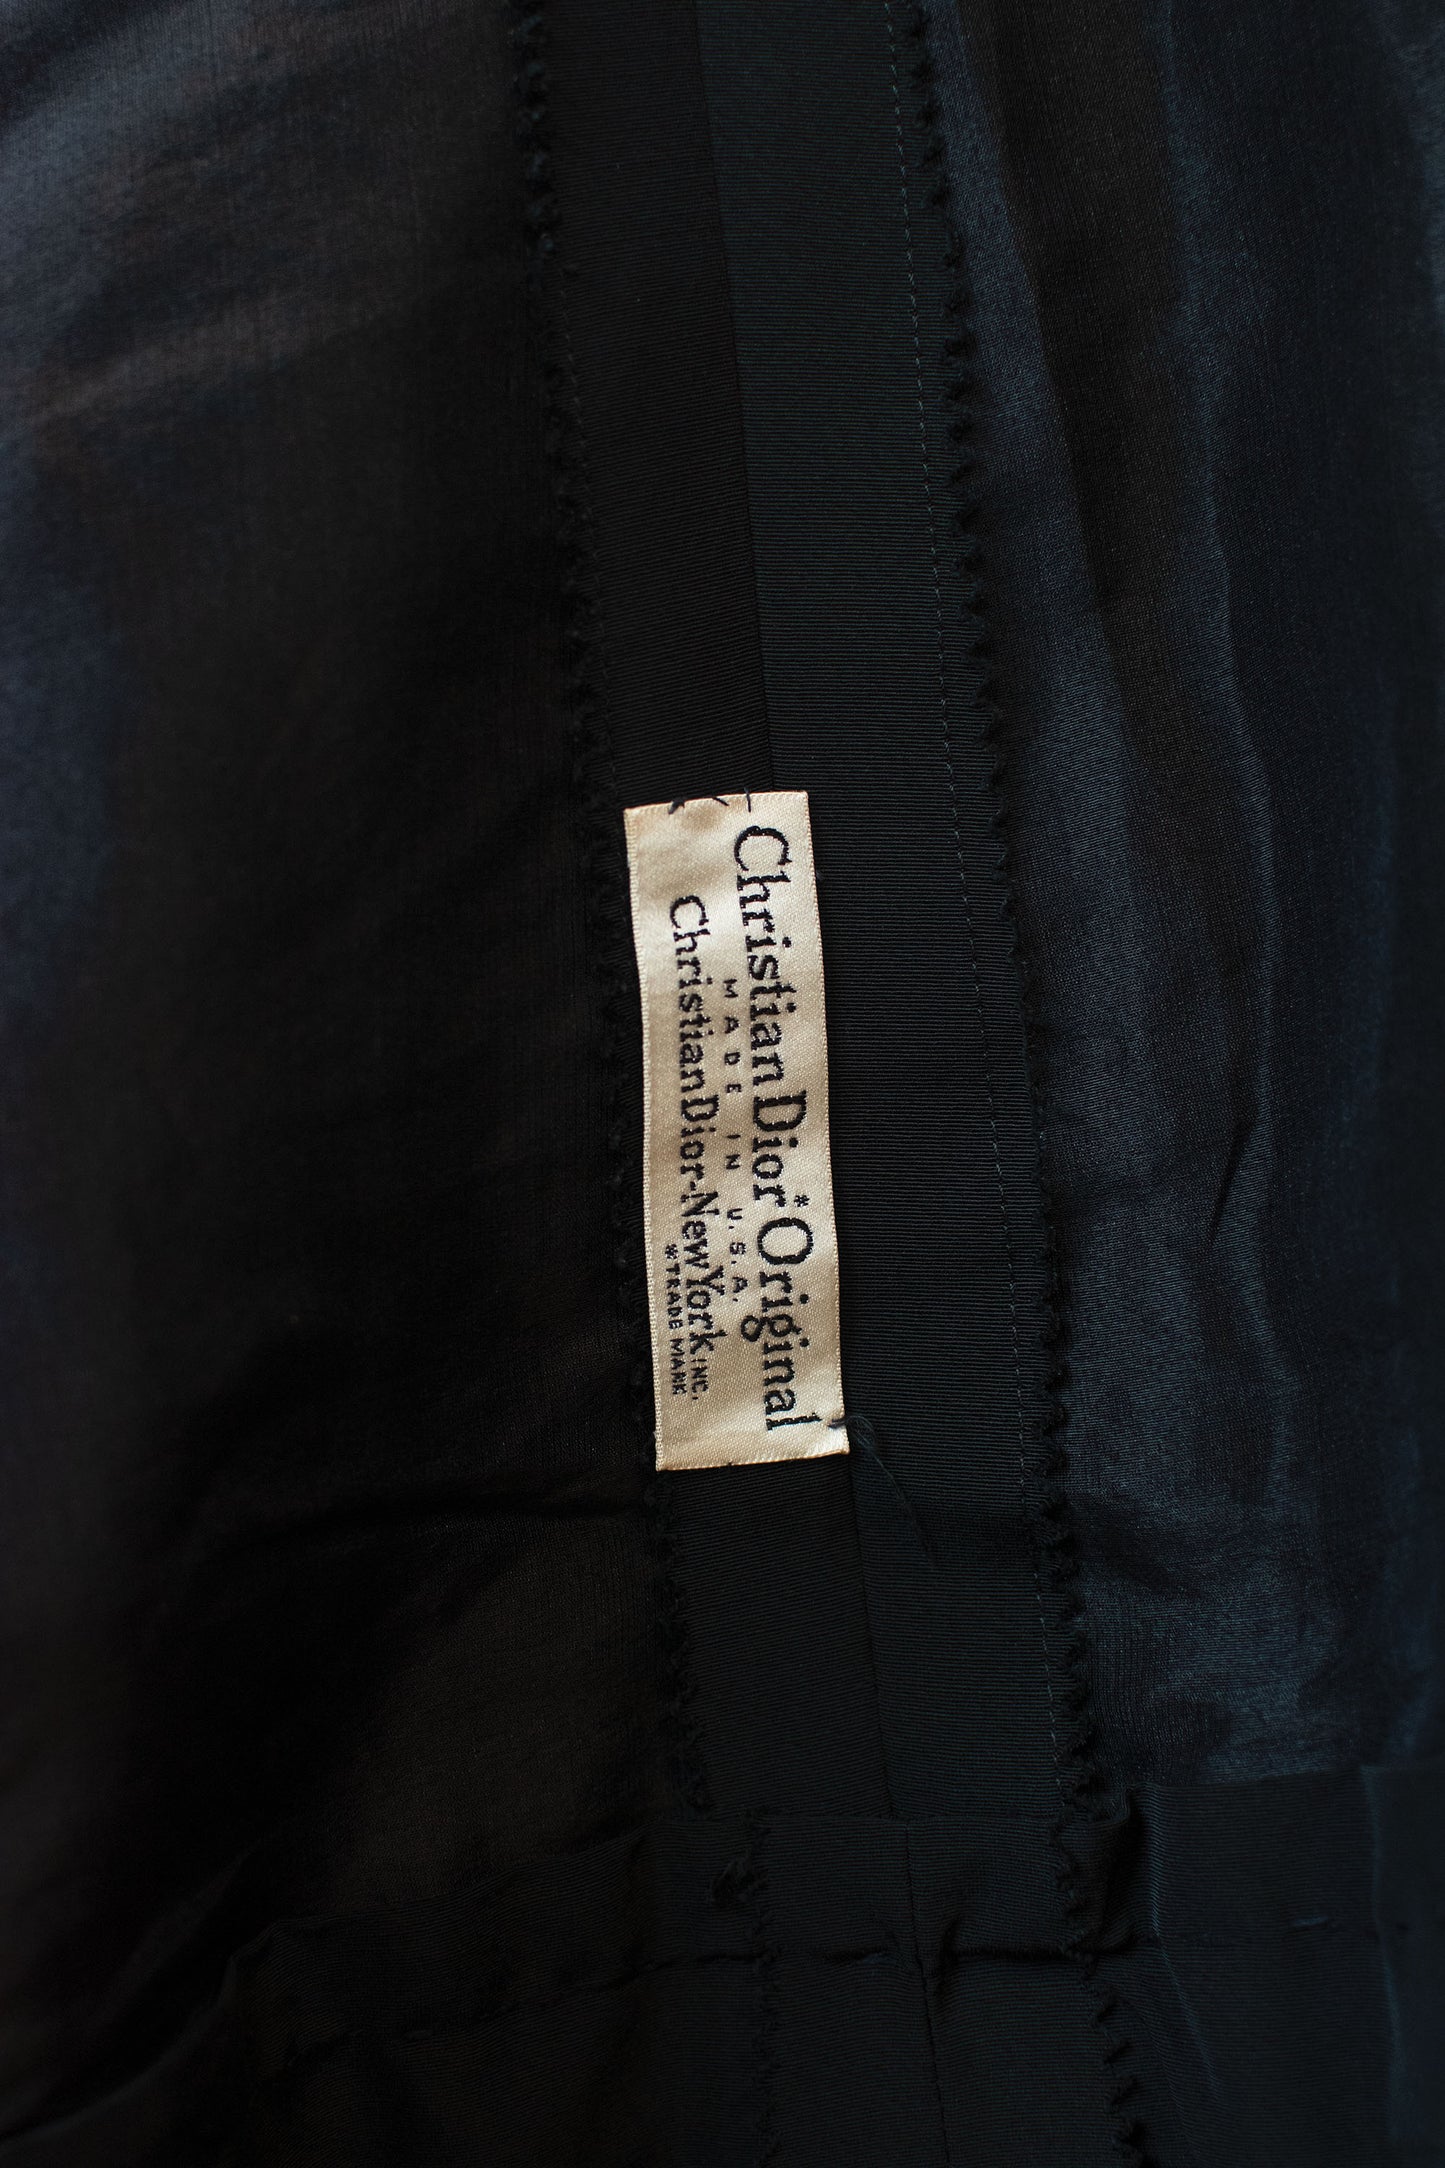 Christian Dior* Original
MADE IN U.S.A.
Christian Dior-New York INC.
*TRADE MARK